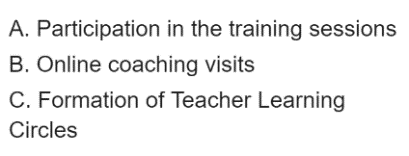 A. Participation in the training sessions
B. Online coaching visits
C. Formation of Teacher Learning
Circles